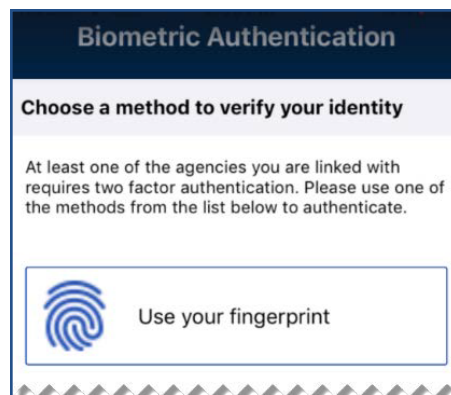 Biometric Authentication
Choose a method to verify your identity
At least one of the agencies you are linked with
requires two factor authentication. Please use one of
the methods from the list below to authenticate.
Use your fingerprint